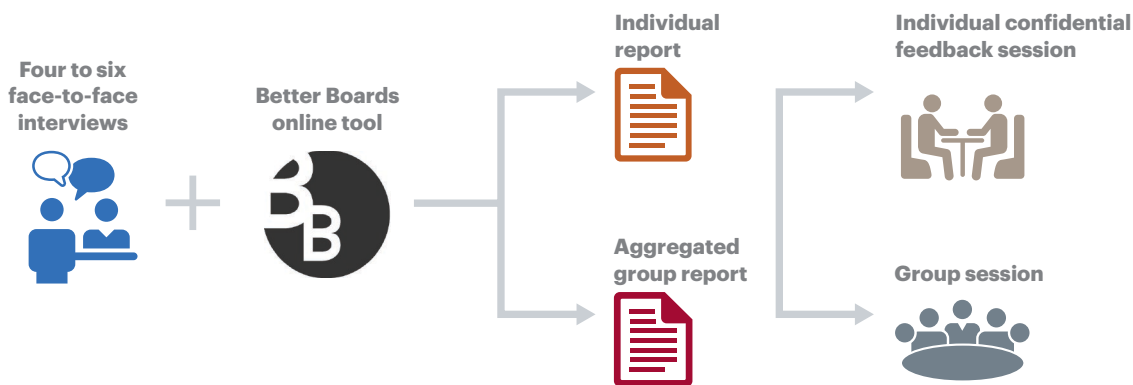 Four to six
face-to-face
interviews
Better Boards
online tool
B
B
Individual
report
Aggregated
group report
Individual confidential
feedback session
Group session